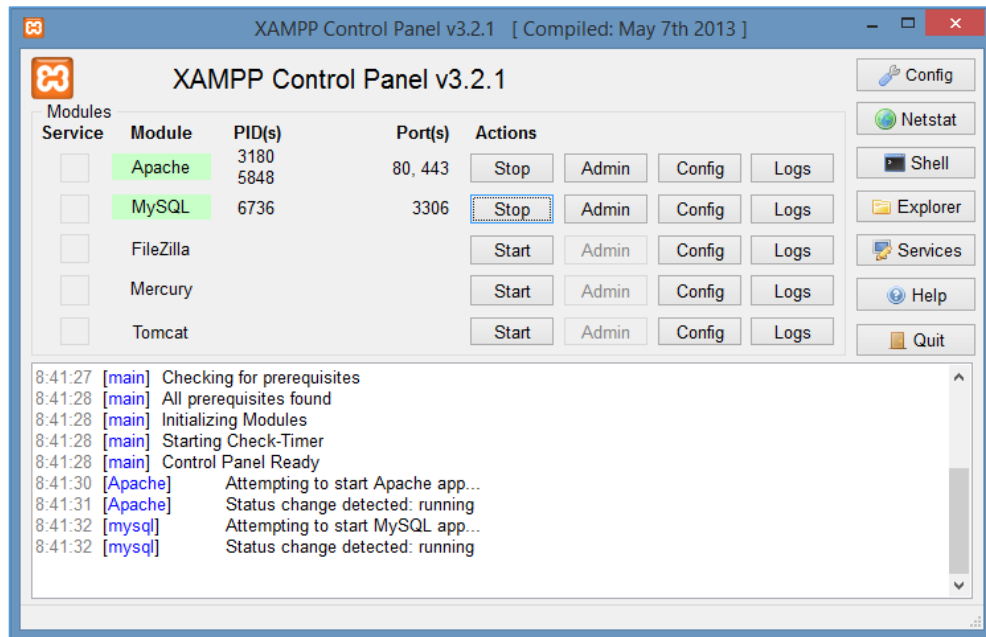 XAMPP Control Panel v3.2.1 [ Compiled: May 7th 2013 ]
XAMPP Control Panel v3.2.1
Config
Modules
Netstat
Service Module PID(s) Port(s) Actions
Apache 3180 5848 80, 443 Stop Admin Config Logs
Shell
MySQL 6736 3306 Stop Admin Config Logs
Explorer
FileZilla Start Admin Config Logs
Services
Mercury Start Admin Config Logs
Help
Tomcat Start Admin Config Logs
Quit
8:41:27 [main] Checking for prerequisites
8:41:28 [main] All prerequisites found
8:41:28 [main] Initializing Modules
8:41:28 [main] Starting Check-Timer
8:41:28 [main] Control Panel Ready
8:41:30 [Apache] Attempting to start Apache app...
8:41:31 [Apache] Status change detected: running
8:41:32 [mysql] Attempting to start MySQL app...
8:41:32 [mysql] Status change detected: running